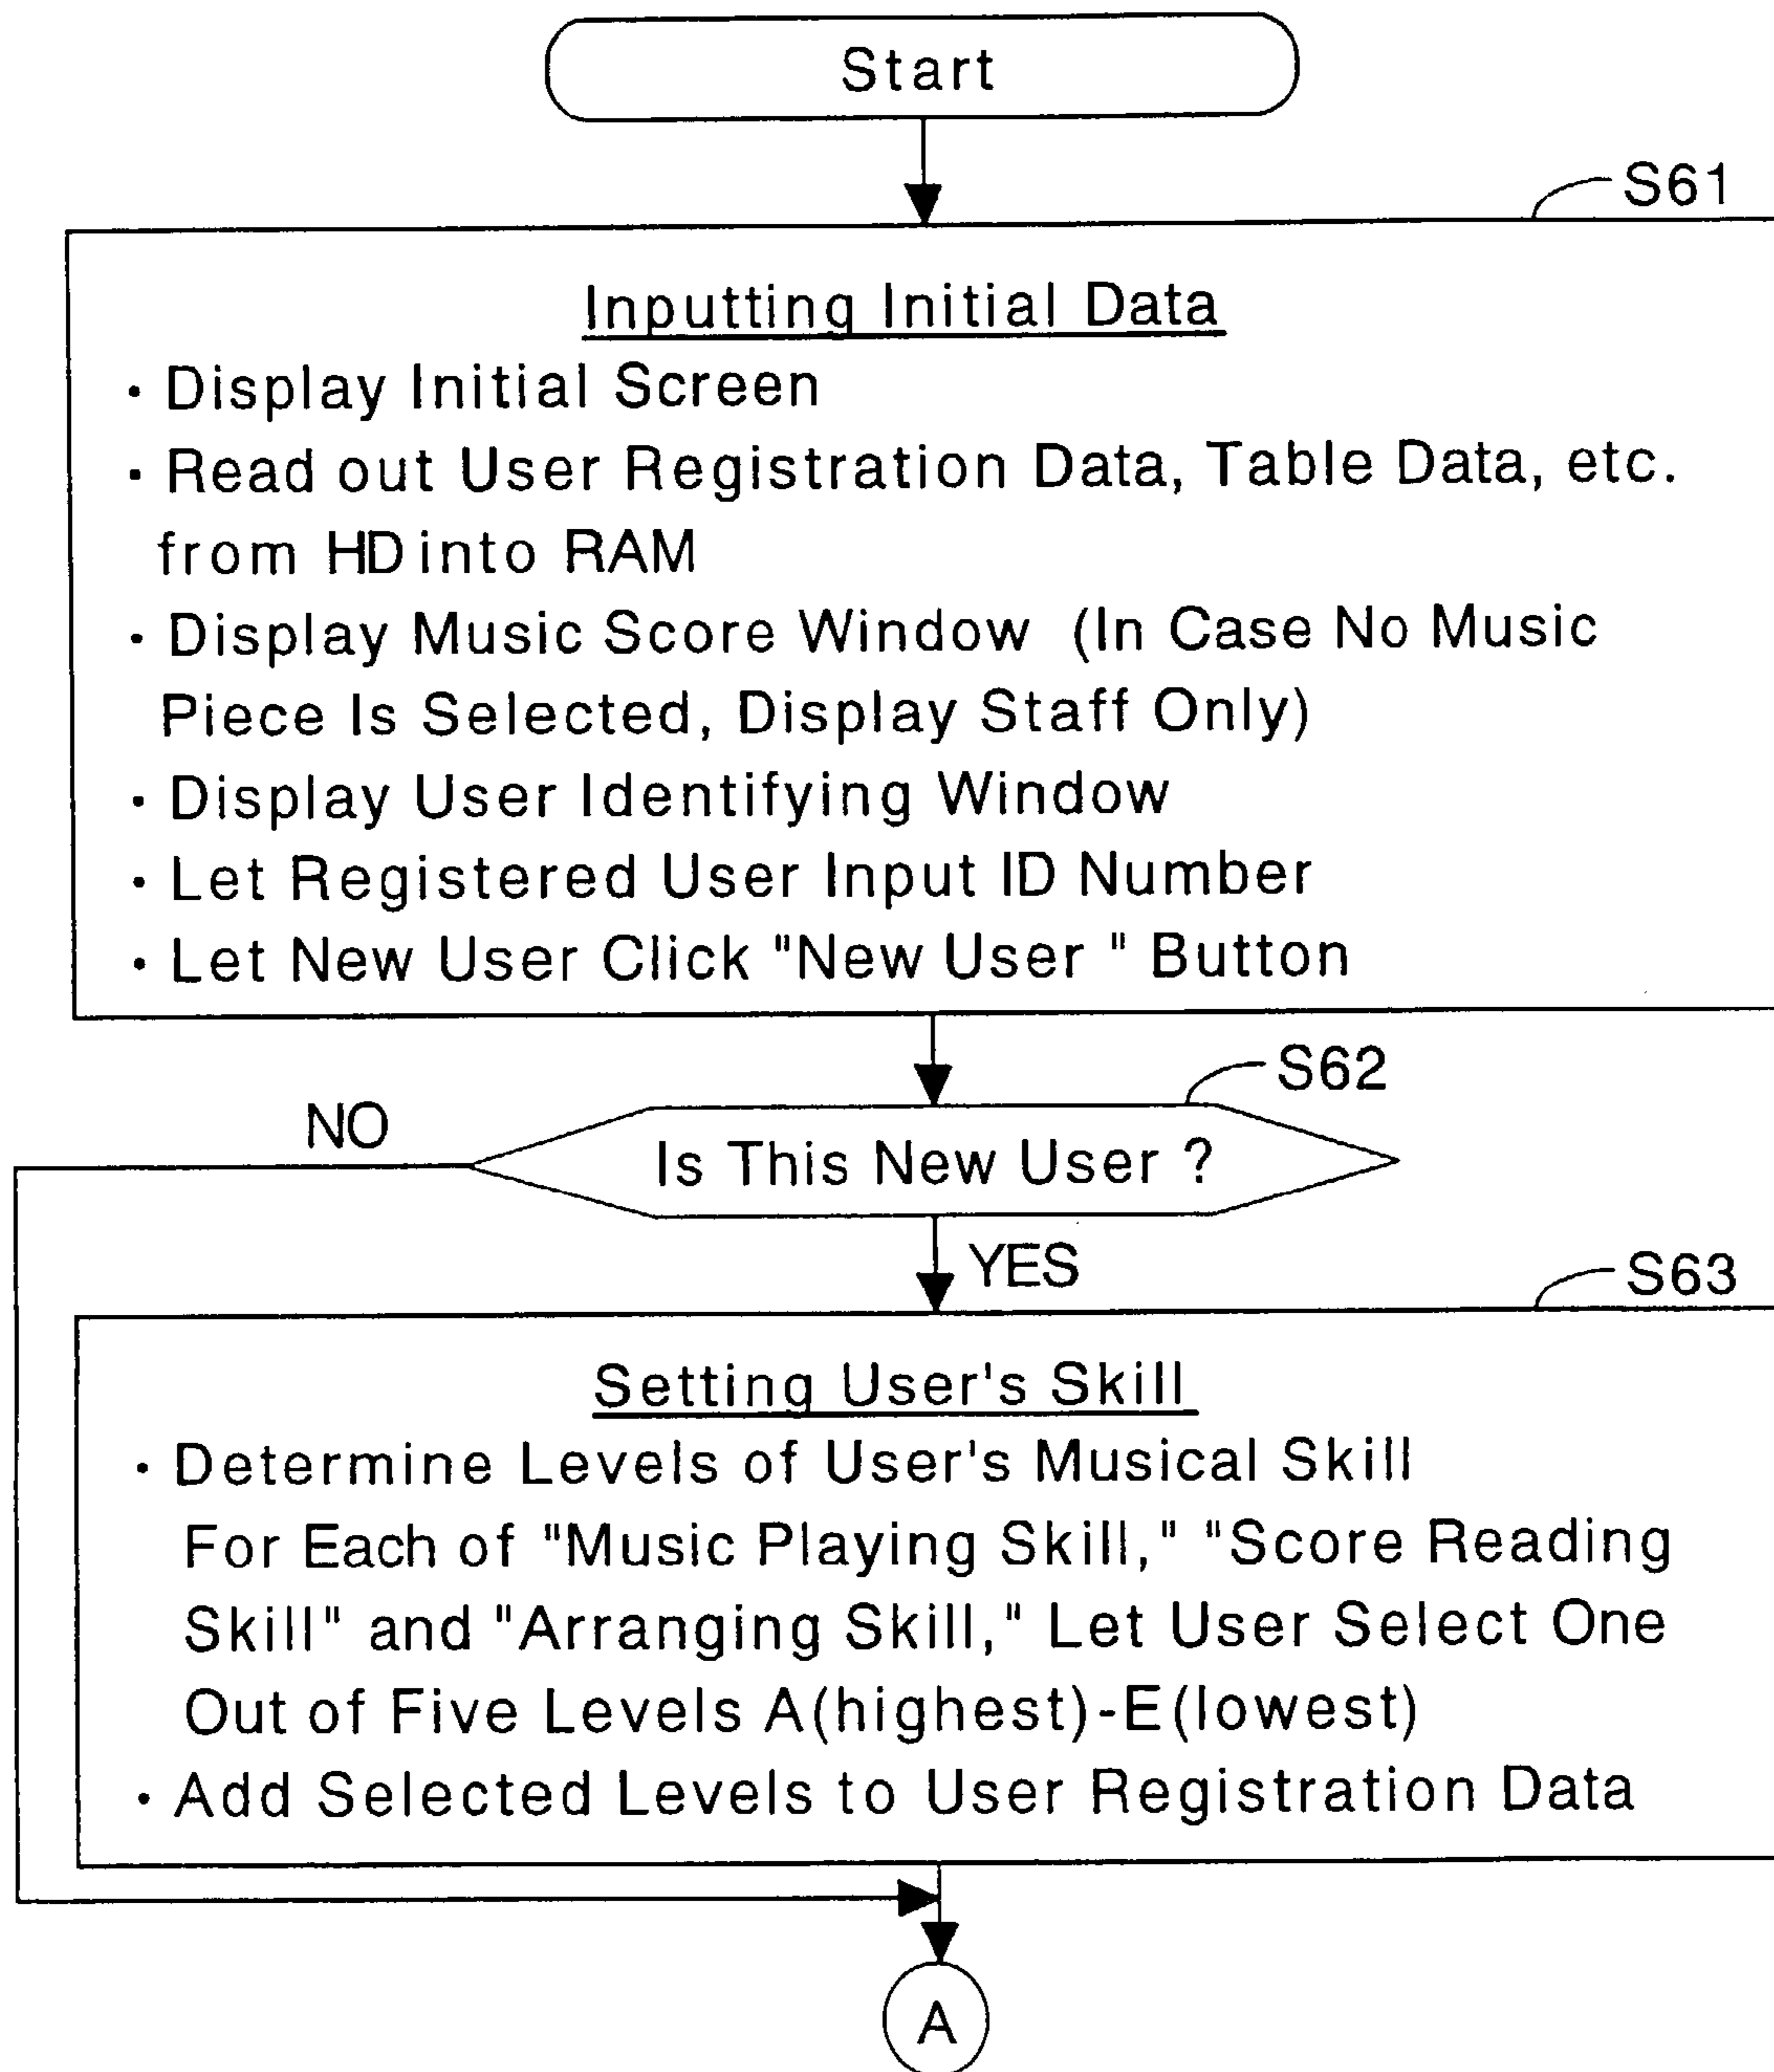 Start
S61
Inputting Initial Data
· Display Initial Screen
· Read out User Registration Data, Table Data, etc.
from HD into RAM
· Display Music Score Window (In Case No Music
Piece Is Selected, Display Staff Only)
· Display User Identifying Window
· Let Registered User Input ID Number
· Let New User Click "New User " Button
S62
NO
Is This New User ?
YES
S63
Setting User's Skill
· Determine Levels of User's Musical Skill
For Each of "Music Playing Skill," "Score Reading
Skill" and "Arranging Skill," Let User Select One
Out of Five Levels A(highest)-E(lowest)
· Add Selected Levels to User Registration Data
A